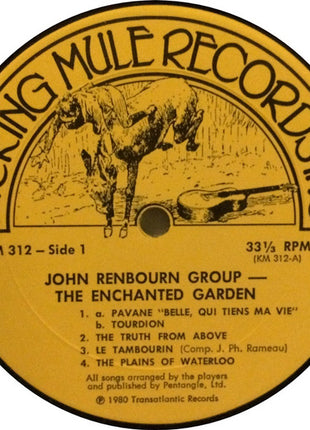 KING MULE RECORDS
M 312 – Side 1
33⅓ RPM
(KM 312-A)
JOHN RENBOURN GROUP —
THE ENCHANTED GARDEN
1. a. PAVANE "BELLE, QUI TIENS MA VIE"
b. TOURDION
2. THE TRUTH FROM ABOVE
3. LE TAMBOURIN (Comp. J. Ph. Rameau)
4. THE PLAINS OF WATERLOO
All songs arranged by the players
and published by Pentangle, Ltd.
℗ 1980 Transatlantic Records